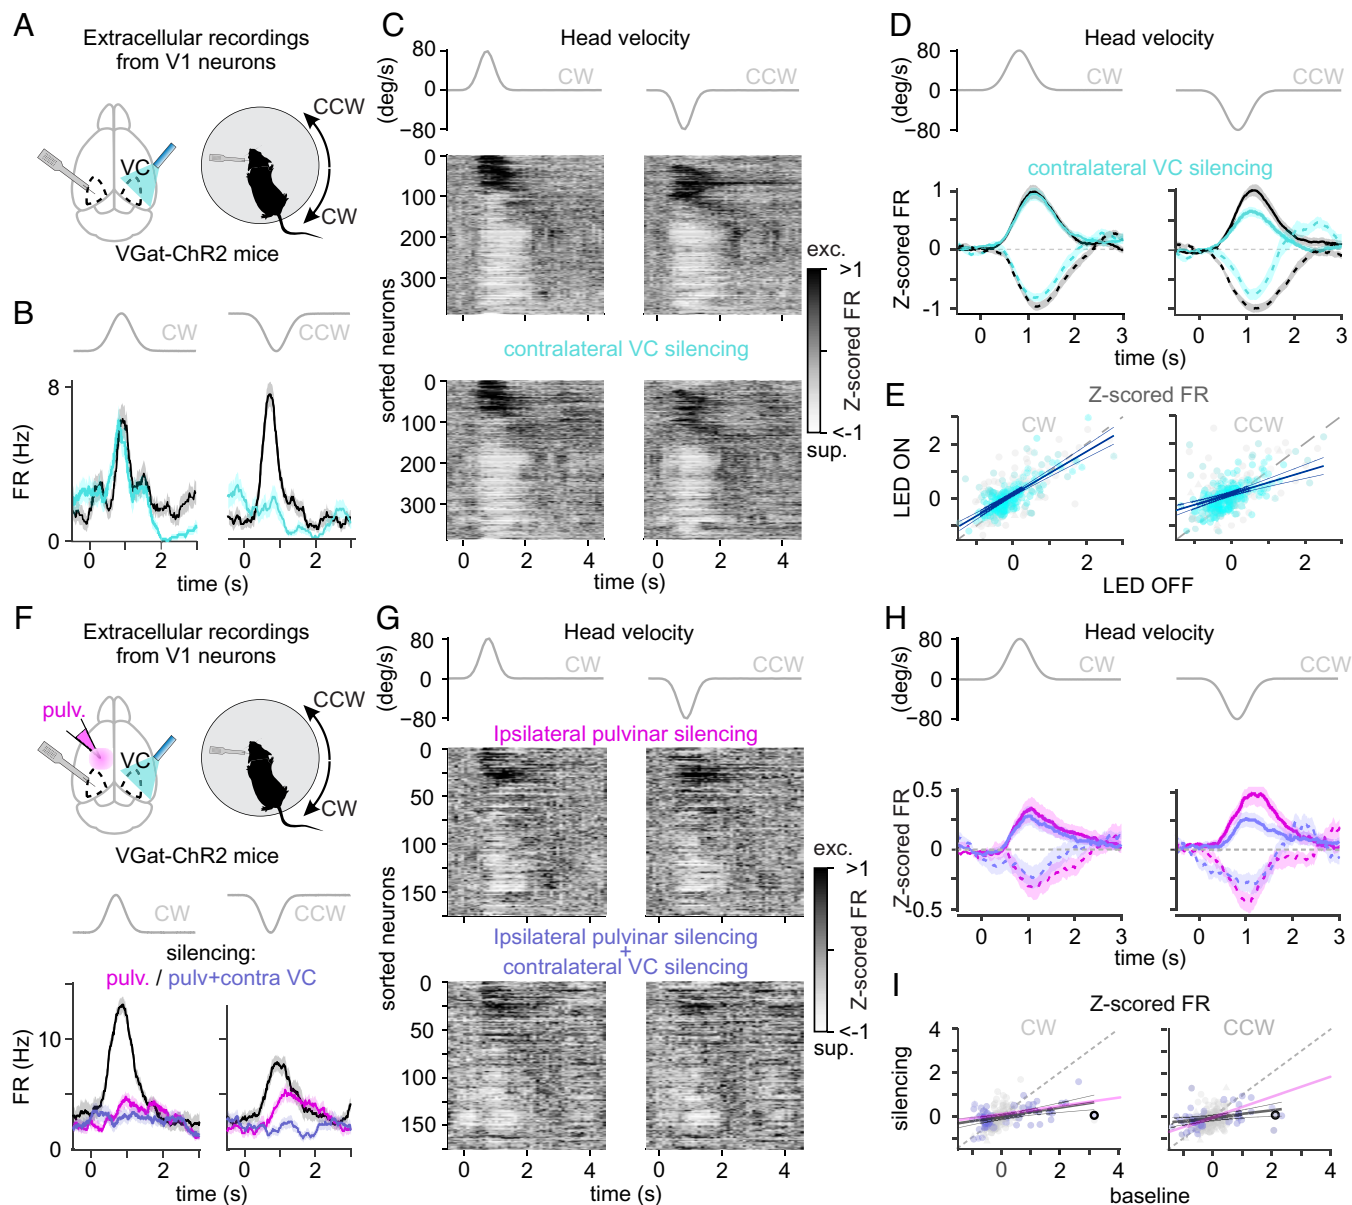 A
Extracellular recordings
from V1 neurons
VC
CCW
CW
VGat-ChR2 mice
B
CW
CCW
8
FR (Hz)
0
0
2
0
2
time (s)
C
Head velocity
80
0
−80
(deg/s)
CW
CCW
0
100
200
300
contralateral VC silencing
0
100
200
300
sorted neurons
0
2
4
0
2
4
time (s)
exc.
>1
Z-scored FR
<-1
sup.
D
Head velocity
80
0
−80
(deg/s)
CW
CCW
contralateral VC silencing
1
0
-1
Z-scored FR
0
1
2
3
0
1
2
3
time (s)
E
Z-scored FR
CW
CCW
2
0
LED ON
0
2
0
2
LED OFF
F
Extracellular recordings
from V1 neurons
pulv.
VC
CCW
CW
VGat-ChR2 mice
CW
CCW
silencing:
pulv. / pulv+contra VC
10
0
FR (Hz)
0
2
0
2
time (s)
G
Head velocity
80
0
−80
(deg/s)
CW
CCW
Ipsilateral pulvinar silencing
0
50
100
150
Ipsilateral pulvinar silencing
+
contralateral VC silencing
0
50
100
150
sorted neurons
0
2
4
0
2
4
time (s)
exc.
>1
Z-scored FR
<-1
sup.
H
Head velocity
80
0
−80
(deg/s)
CW
CCW
0.5
0
-0.5
Z-scored FR
0
1
2
3
0
1
2
3
time (s)
I
Z-scored FR
CW
CCW
4
2
0
silencing
0
2
4
0
2
4
baseline